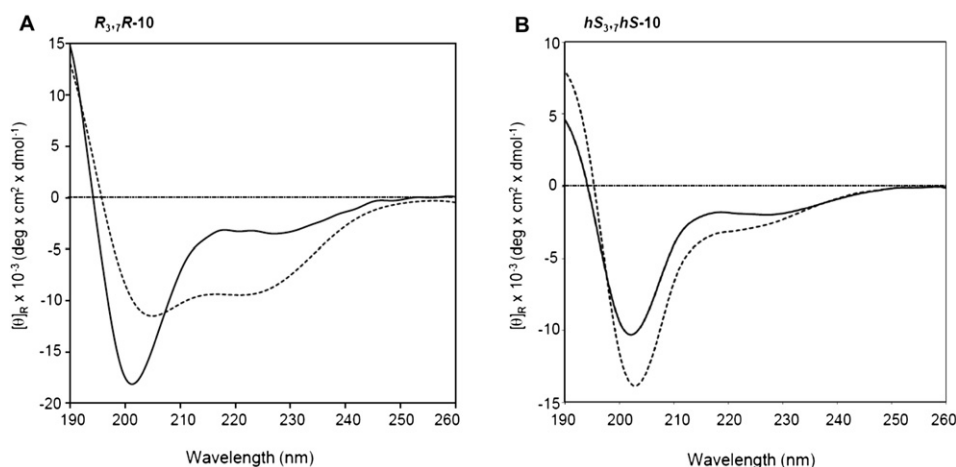 A
R₃,₇R-10
15
10
5
0
-5
-10
-15
-20
190 200 210 220 230 240 250 260
[θ]R x 10⁻³ (deg x cm² x dmol⁻¹)
Wavelength (nm)
B
hS₃,₇hS-10
10
5
0
-5
-10
-15
190 200 210 220 230 240 250 260
[θ]R x 10⁻³ (deg x cm² x dmol⁻¹)
Wavelength (nm)